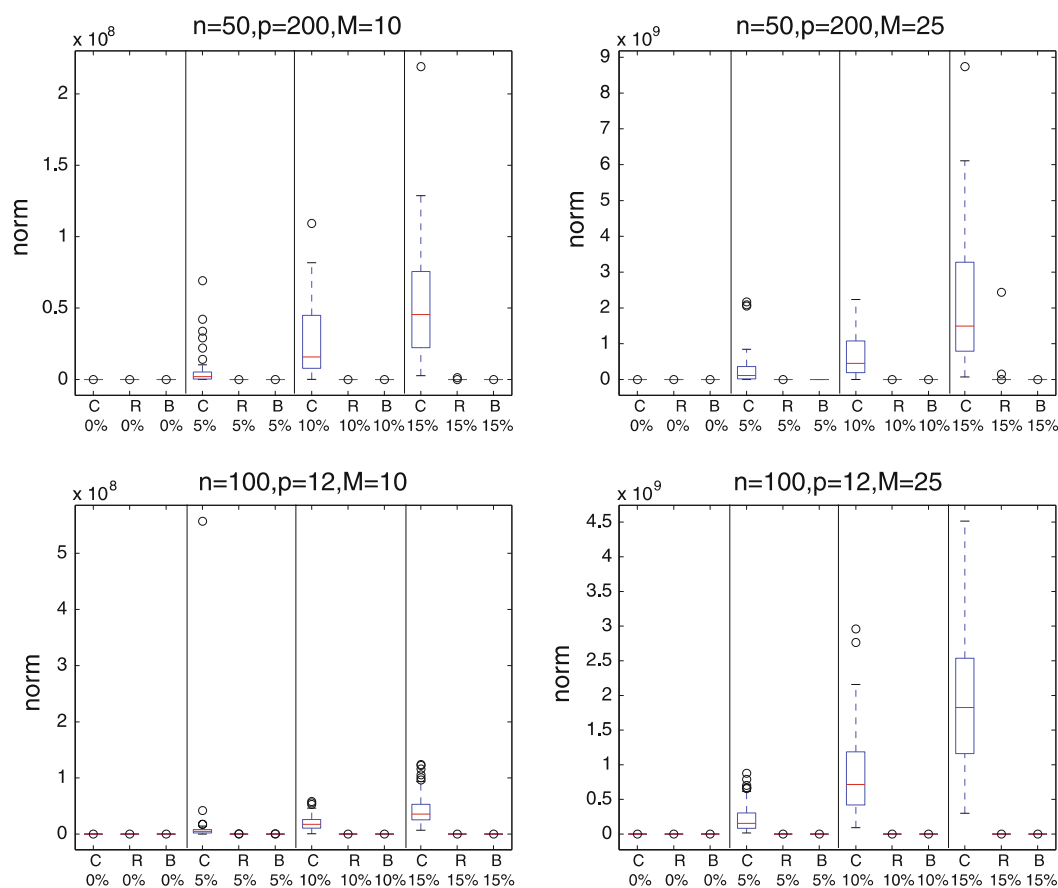 n=50,p=200,M=10
x 10^8
2
1.5
1
0.5
0
norm
C R B C R B C R B C R B
0% 0% 0% 5% 5% 5% 10% 10% 10% 15% 15% 15%
n=50,p=200,M=25
x 10^9
9
8
7
6
5
4
3
2
1
0
norm
C R B C R B C R B C R B
0% 0% 0% 5% 5% 5% 10% 10% 10% 15% 15% 15%
n=100,p=12,M=10
x 10^8
5
4
3
2
1
0
norm
C R B C R B C R B C R B
0% 0% 0% 5% 5% 5% 10% 10% 10% 15% 15% 15%
n=100,p=12,M=25
x 10^9
4.5
4
3.5
3
2.5
2
1.5
1
0.5
0
norm
C R B C R B C R B C R B
0% 0% 0% 5% 5% 5% 10% 10% 10% 15% 15% 15%